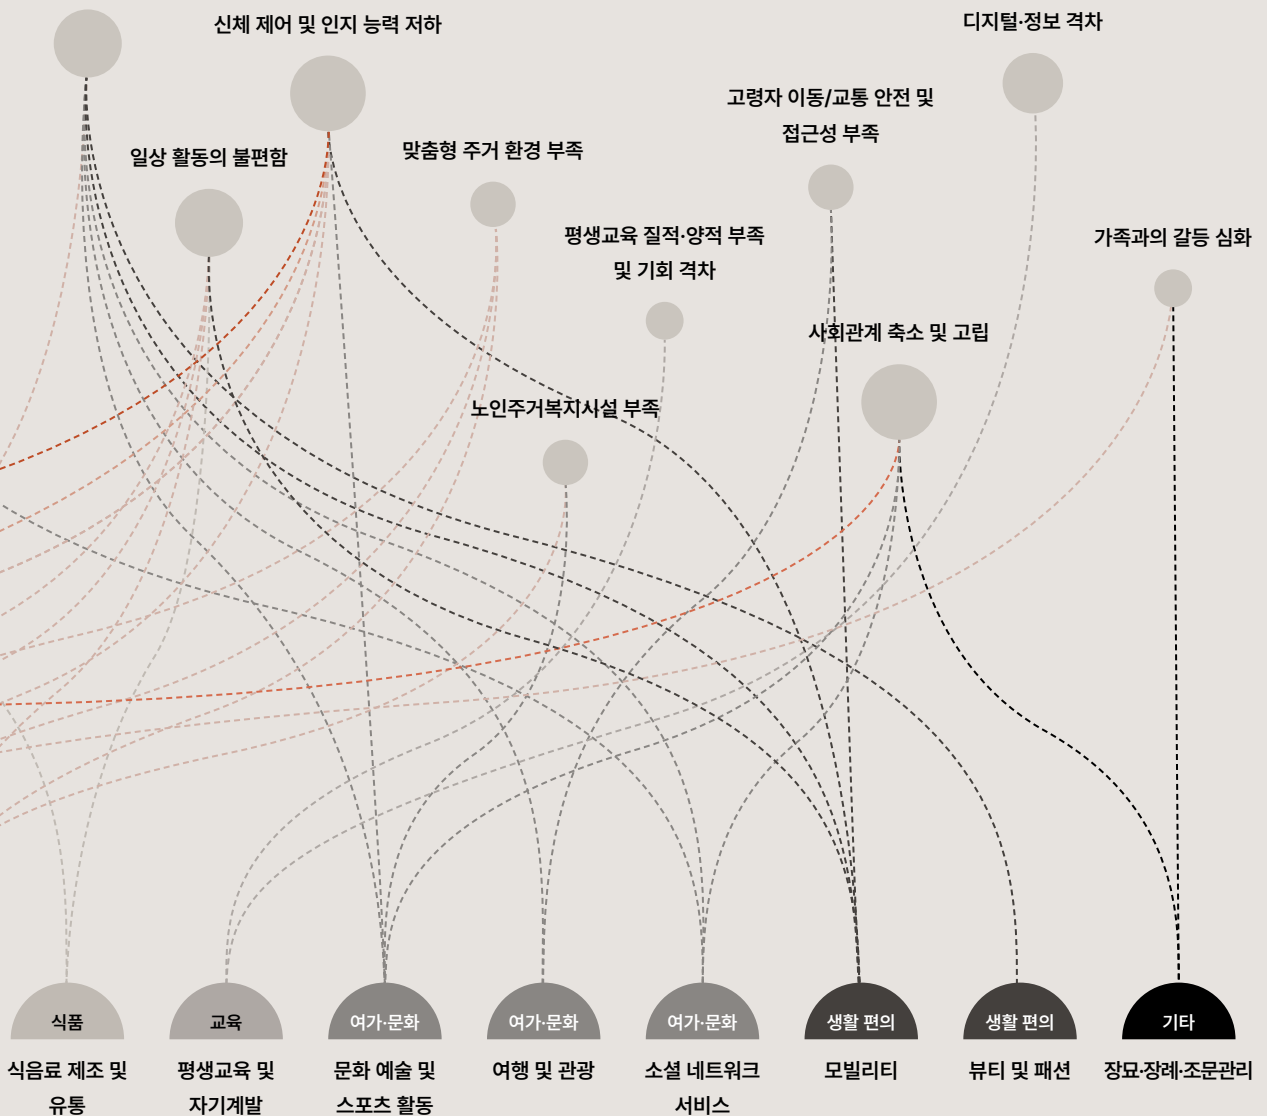 신체 제어 및 인지 능력 저하
디지털·정보 격차
고령자 이동/교통 안전 및
접근성 부족
일상 활동의 불편함
맞춤형 주거 환경 부족
평생교육 질적·양적 부족
및 기회 격차
가족과의 갈등 심화
사회관계 축소 및 고립
노인주거복지시설 부족
식품
교육
여가·문화
여가·문화
여가·문화
생활 편의
생활 편의
기타
식음료 제조 및
유통
평생교육 및
자기계발
문화 예술 및
스포츠 활동
여행 및 관광
소셜 네트워크
서비스
모빌리티
뷰티 및 패션
장묘·장례·조문관리